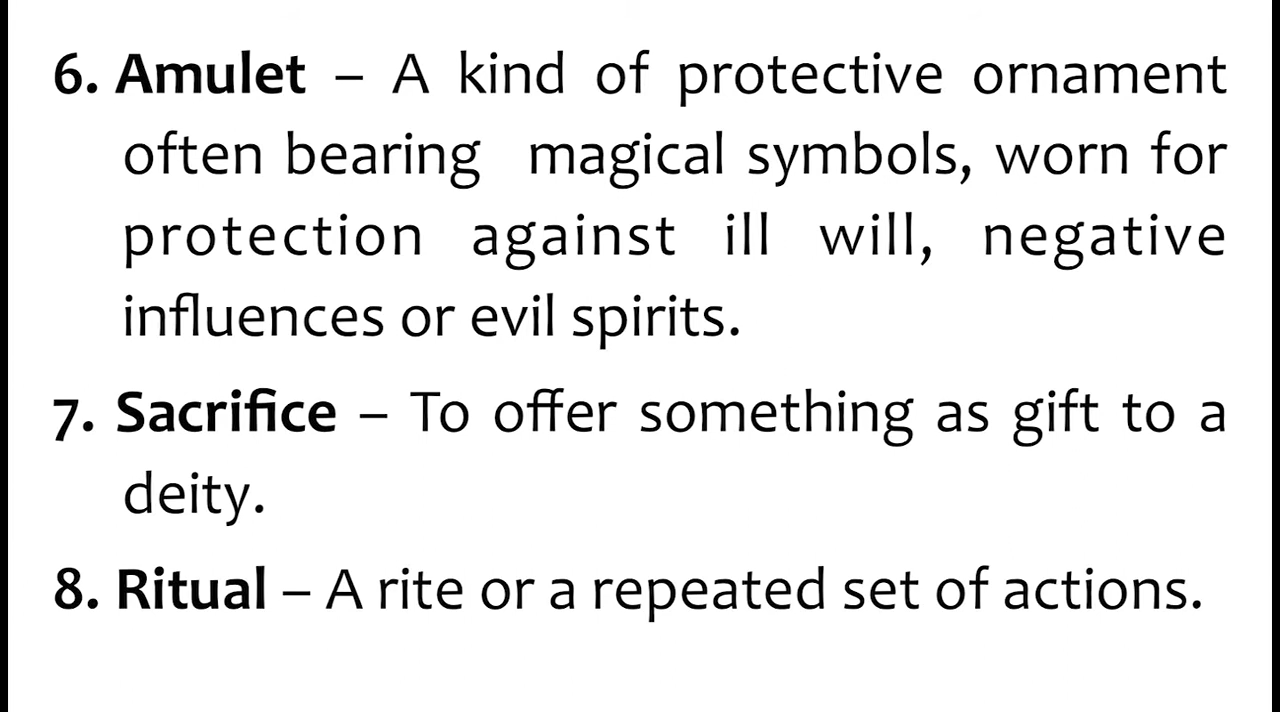 6. Amulet – A kind of protective ornament
often bearing magical symbols, worn for
protection against ill will, negative
influences or evil spirits.
7. Sacrifice – To offer something as gift to a
deity.
8. Ritual – A rite or a repeated set of actions.